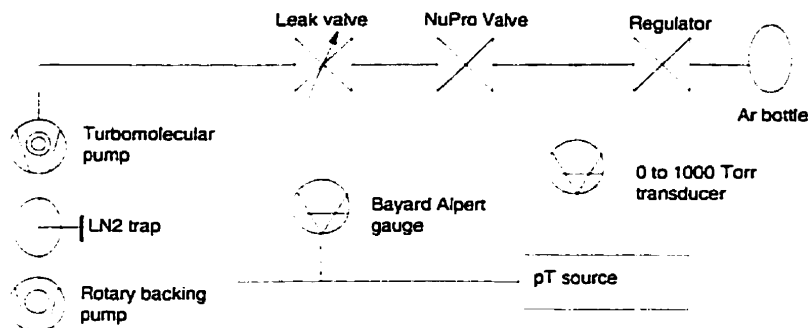 Leak valve
NuPro Valve
Regulator
Ar bottle
Turbomolecular
pump
0 to 1000 Torr
transducer
Bayard Alpert
gauge
LN2 trap
pT source
Rotary backing
pump